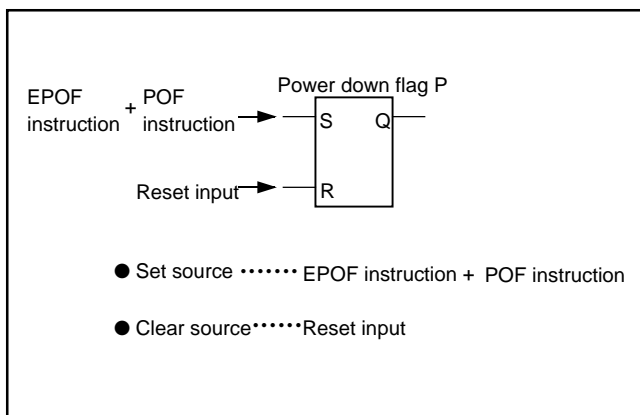 Power down flag P
EPOF instruction + POF instruction
S Q
Reset input
R
● Set source ······· EPOF instruction + POF instruction
● Clear source ······ Reset input